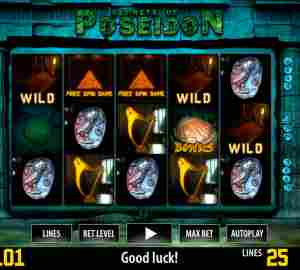 SECRETS OF
POSEIDON
WILD
FREE SPIN GAME
FREE SPIN GAME
WILD
BONUS
WILD
LINES
BET LEVEL
MAX BET
AUTOPLAY
.01
Good luck!
LINES 25